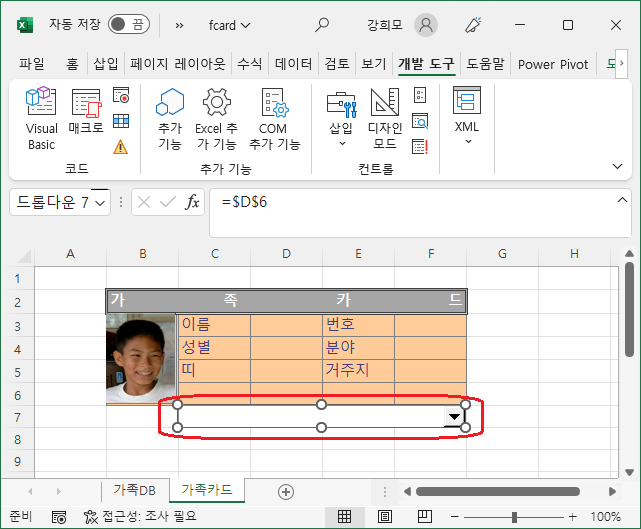 자동 저장 끔 » fcard 강희모
파일 홈 삽입 페이지 레이아웃 수식 데이터 검토 보기 개발 도구 도움말 Power Pivot 도
Visual Basic 매크로 추가 기능 Excel 추가 기능 COM 추가 기능 삽입 디자인 모드 XML
코드 추가 기능 컨트롤
드롭다운 7 fx =$D$6
A B C D E F G H
1
2 가 족 카 드
3 이름 번호
4 성별 분야
5 띠 거주지
6
7
8
9
가족DB 가족카드
준비 접근성: 조사 필요 100%